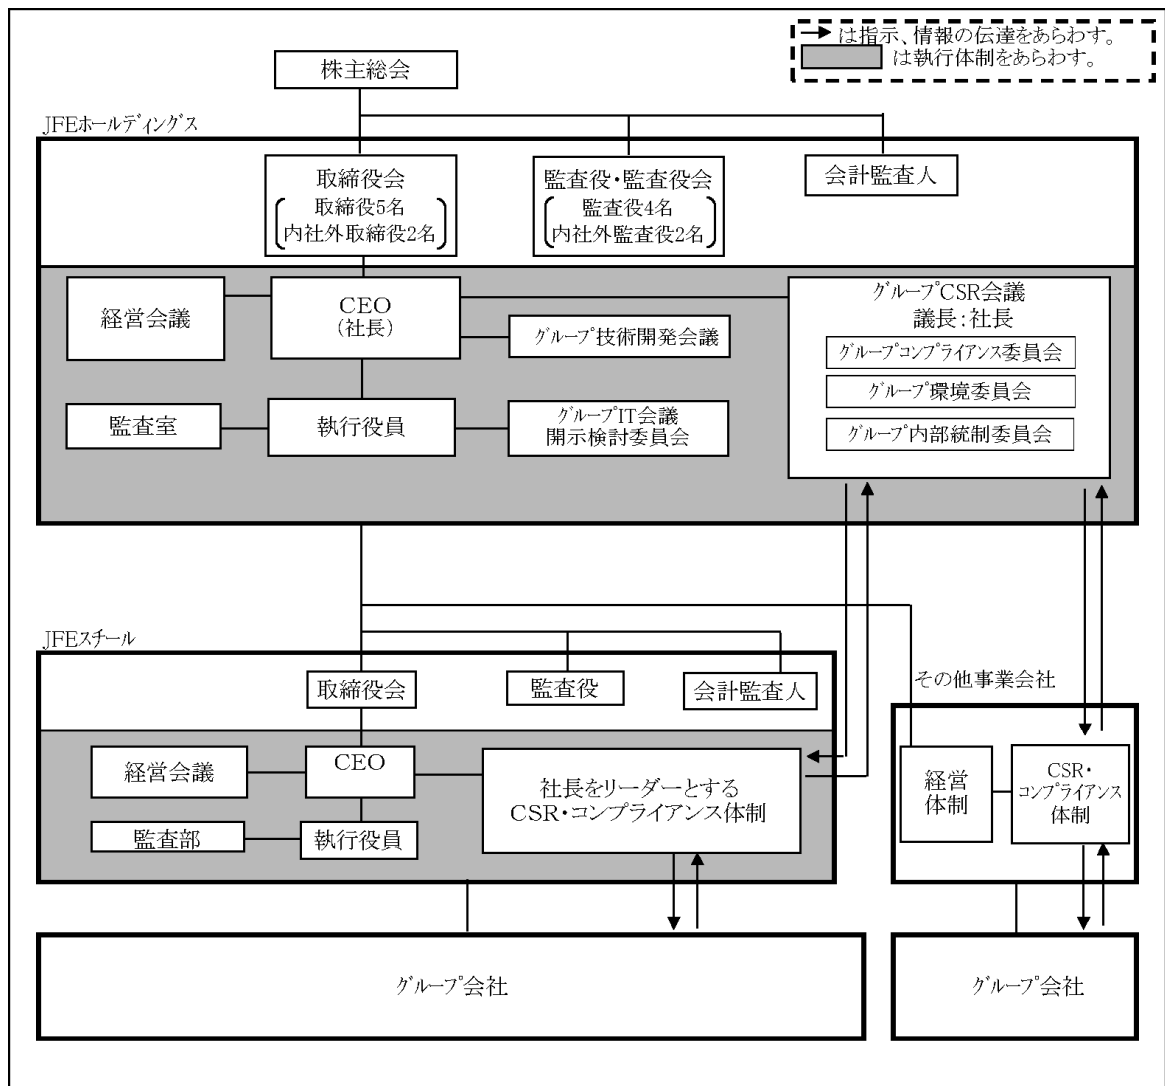 は指示、情報の伝達をあらわす。
は執行体制をあらわす。
株主総会
JFEホールディングス
取締役会
取締役5名
内社外取締役2名
監査役・監査役会
監査役4名
内社外監査役2名
会計監査人
経営会議
CEO
(社長)
グループ技術開発会議
グループCSR会議
議長:社長
グループコンプライアンス委員会
グループ環境委員会
グループ内部統制委員会
監査室
執行役員
グループIT会議
開示検討委員会
JFEスチール
取締役会
監査役
会計監査人
経営会議
CEO
社長をリーダーとする
CSR・コンプライアンス体制
監査部
執行役員
その他事業会社
経営
体制
CSR・
コンプライアンス
体制
グループ会社
グループ会社